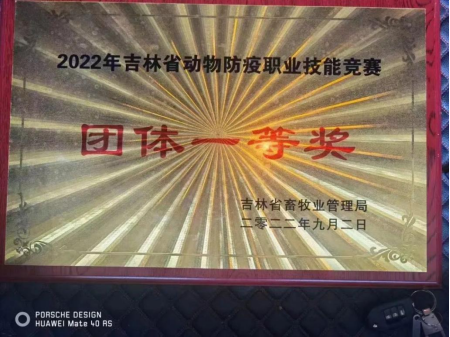 2022年吉林省动物防疫职业技能竞赛
团体一等奖
吉林省畜牧业管理局
二零二二年九月二日
PORSCHE DESIGN
HUAWEI Mate 40 RS